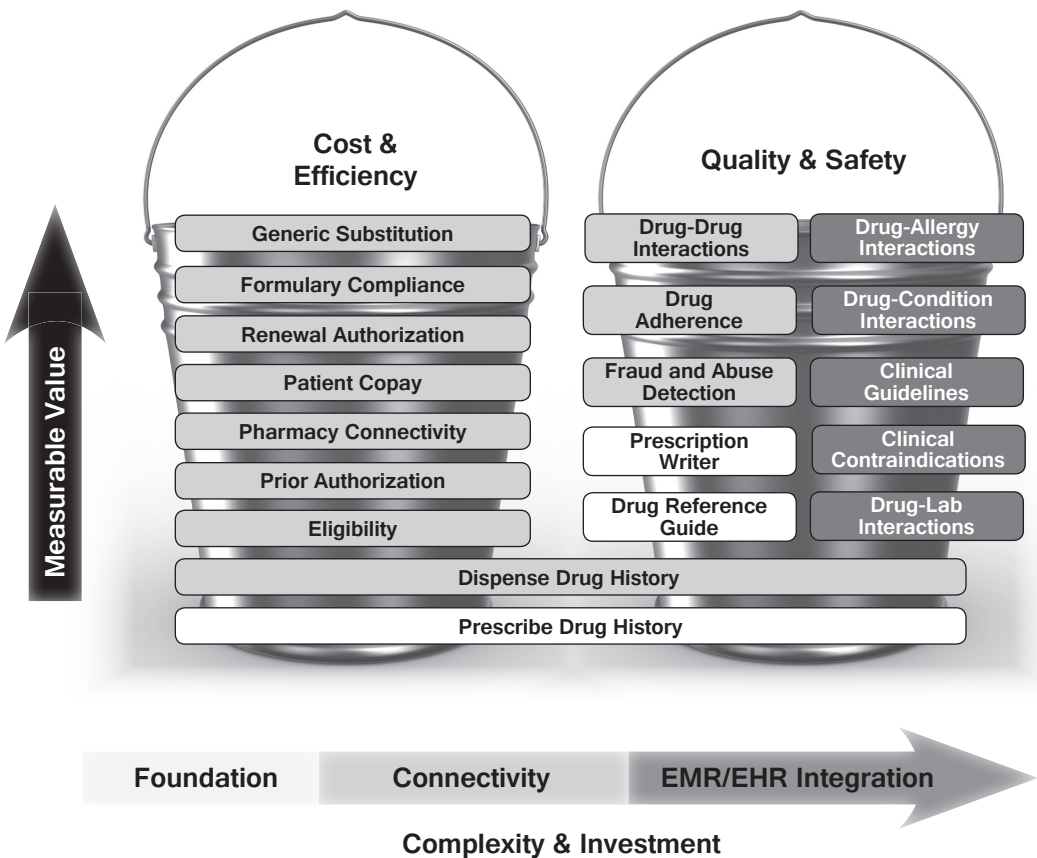 Cost &
Efficiency
Quality & Safety
Measurable Value
Generic Substitution
Formulary Compliance
Renewal Authorization
Patient Copay
Pharmacy Connectivity
Prior Authorization
Eligibility
Drug-Drug
Interactions
Drug-Allergy
Interactions
Drug
Adherence
Drug-Condition
Interactions
Fraud and Abuse
Detection
Clinical
Guidelines
Prescription
Writer
Clinical
Contraindications
Drug Reference
Guide
Drug-Lab
Interactions
Dispense Drug History
Prescribe Drug History
Foundation
Connectivity
EMR/EHR Integration
Complexity & Investment